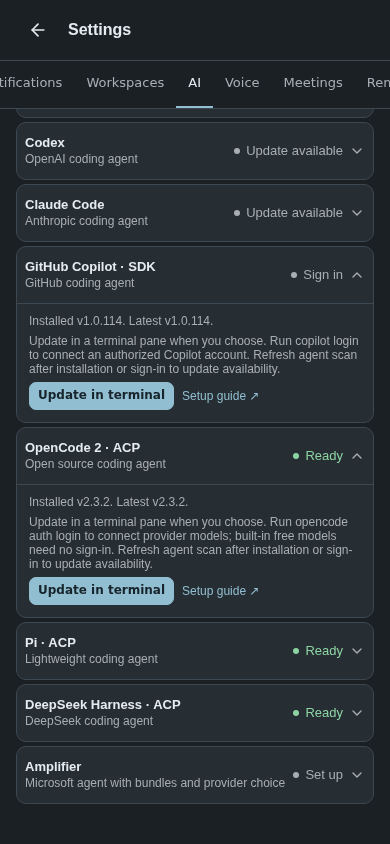 Settings
tifications Workspaces AI Voice Meetings Ren
Codex
OpenAI coding agent
Update available
Claude Code
Anthropic coding agent
Update available
GitHub Copilot · SDK
GitHub coding agent
Sign in
Installed v1.0.114. Latest v1.0.114.
Update in a terminal pane when you choose. Run copilot login
to connect an authorized Copilot account. Refresh agent scan
after installation or sign-in to update availability.
Update in terminal Setup guide ↗
OpenCode 2 · ACP
Open source coding agent
Ready
Installed v2.3.2. Latest v2.3.2.
Update in a terminal pane when you choose. Run opencode
auth login to connect provider models; built-in free models
need no sign-in. Refresh agent scan after installation or sign-
in to update availability.
Update in terminal Setup guide ↗
Pi · ACP
Lightweight coding agent
Ready
DeepSeek Harness · ACP
DeepSeek coding agent
Ready
Amplifier
Microsoft agent with bundles and provider choice
Set up